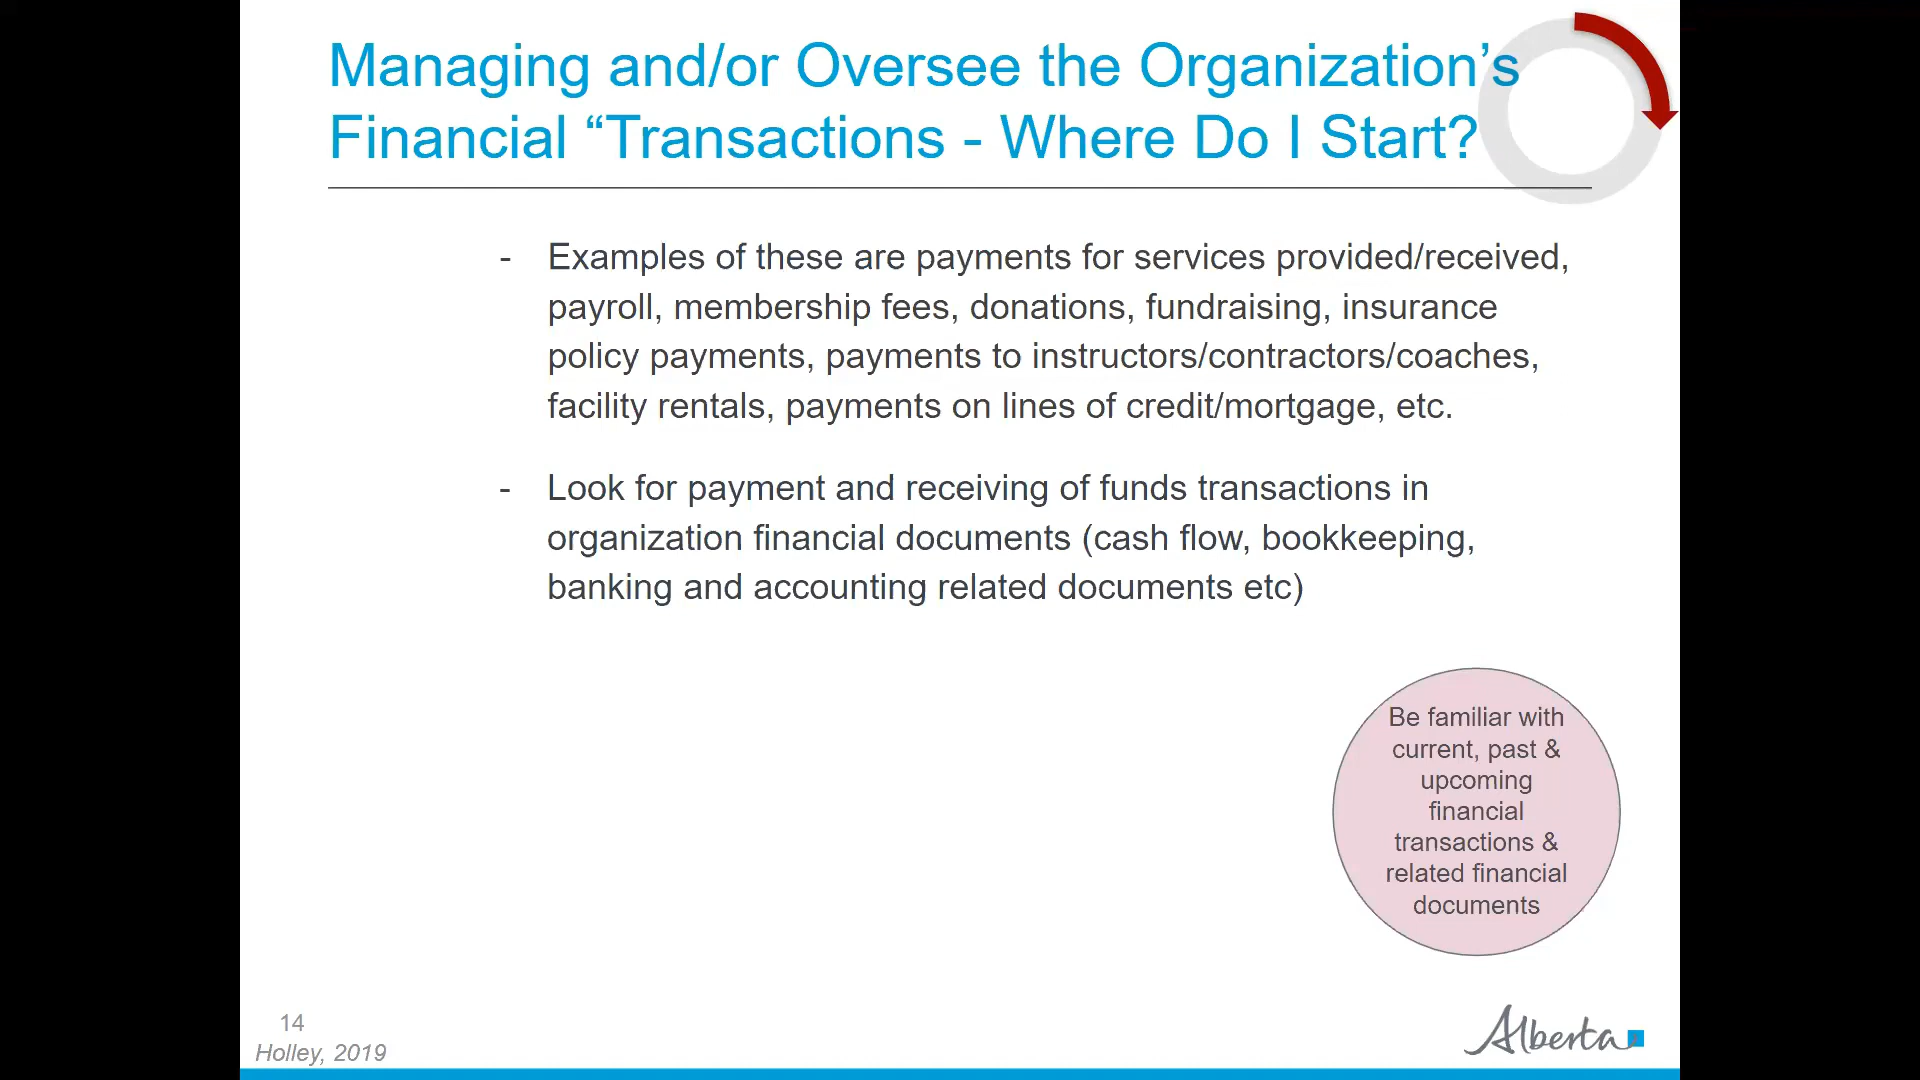 Managing and/or Oversee the Organization’s
Financial “Transactions - Where Do I Start?
- Examples of these are payments for services provided/received,
payroll, membership fees, donations, fundraising, insurance
policy payments, payments to instructors/contractors/coaches,
facility rentals, payments on lines of credit/mortgage, etc.
- Look for payment and receiving of funds transactions in
organization financial documents (cash flow, bookkeeping,
banking and accounting related documents etc)
Be familiar with
current, past &
upcoming
financial
transactions &
related financial
documents
14
Holley, 2019
Alberta